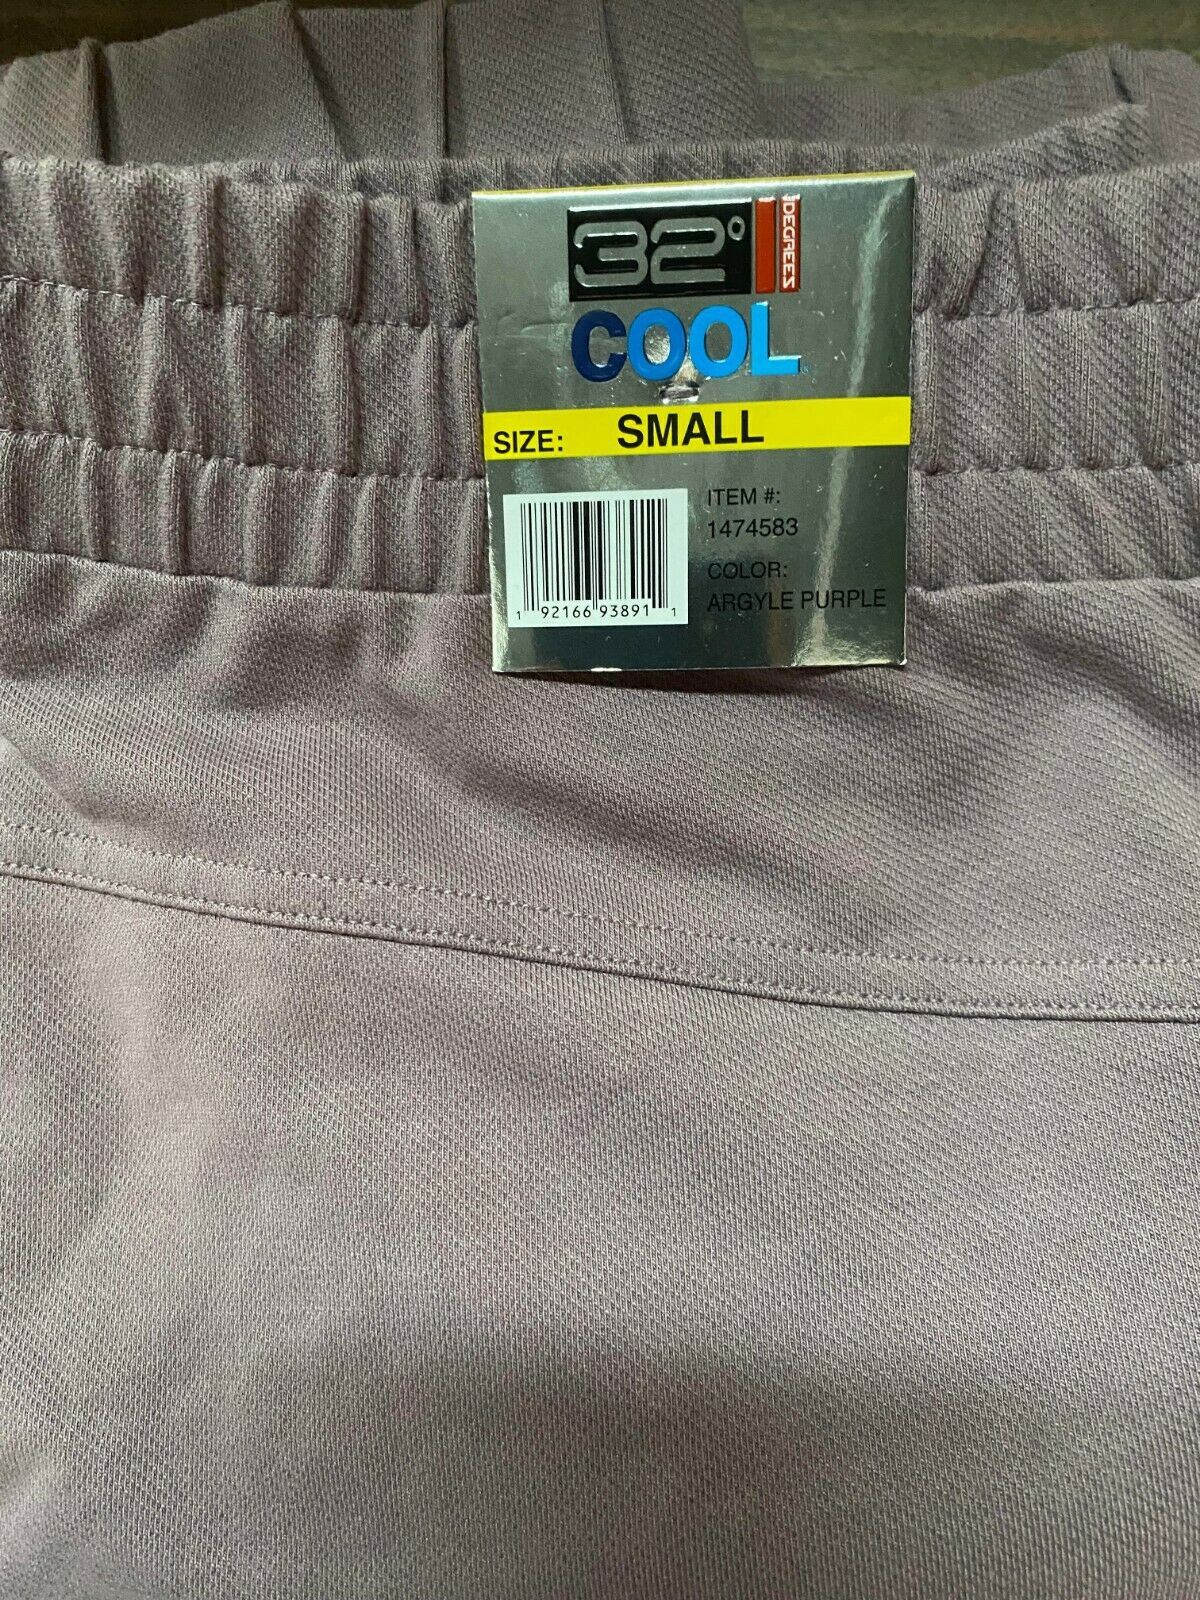 32° DEGREES
COOL
SIZE: SMALL
ITEM #:
1474583
COLOR:
ARGYLE PURPLE
1 92166 93891 1